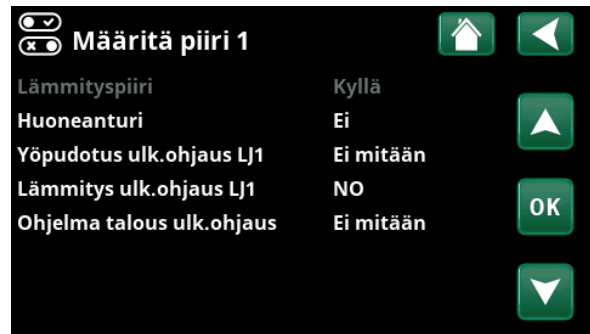 Määritä piiri 1
Lämmityspiiri Kyllä
Huoneanturi Ei
Yöpudotus ulk.ohjaus LJ1 Ei mitään
Lämmitys ulk.ohjaus LJ1 NO
Ohjelma talous ulk.ohjaus Ei mitään
OK